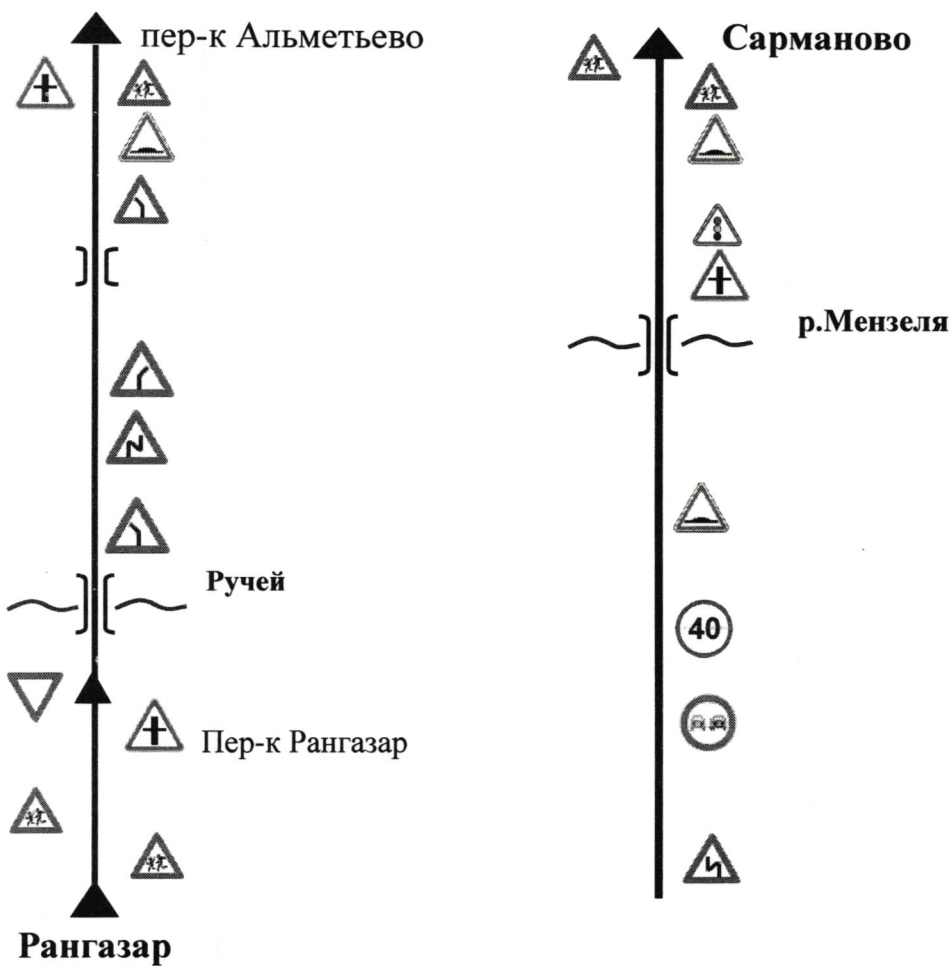 пер-к Альметьево
Ручей
Пер-к Рангазар
Рангазар
Сарманово
р.Мензеля
40